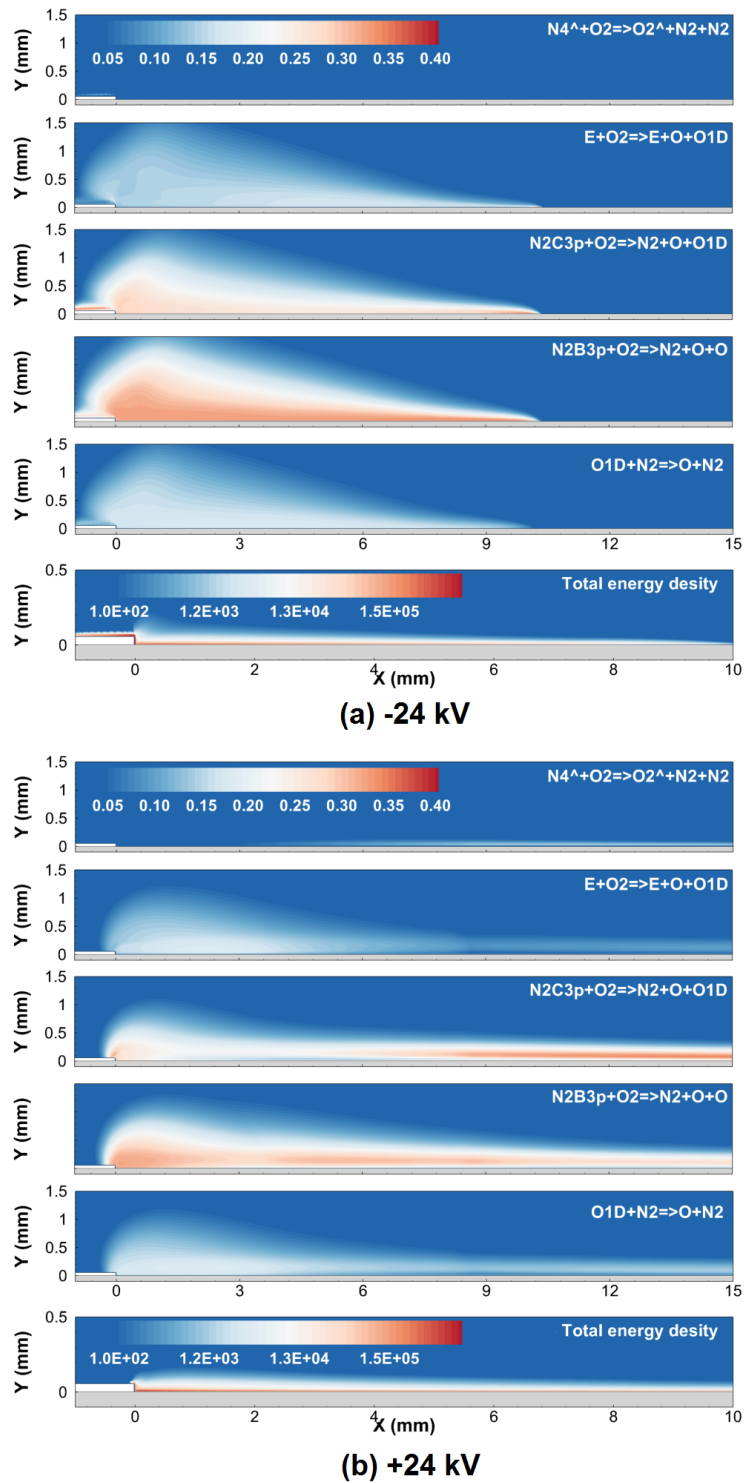 1.5
N4^+O2=>O2^+N2+N2
Y (mm)
1
0.5
0.05 0.10 0.15 0.20 0.25 0.30 0.35 0.40
0
1.5
E+O2=>E+O+O1D
Y (mm)
1
0.5
0
1.5
N2C3p+O2=>N2+O+O1D
Y (mm)
1
0.5
0
N2B3p+O2=>N2+O+O
Y (mm)
1.5
O1D+N2=>O+N2
Y (mm)
1
0.5
0
0 3 6 9 12 15
0.5
Total energy desity
Y (mm)
1.0E+02 1.2E+03 1.3E+04 1.5E+05
0
0 2 4 6 8 10
X (mm)
(a) -24 kV
1.5
N4^+O2=>O2^+N2+N2
Y (mm)
1
0.5
0.05 0.10 0.15 0.20 0.25 0.30 0.35 0.40
0
1.5
E+O2=>E+O+O1D
Y (mm)
1
0.5
0
1.5
N2C3p+O2=>N2+O+O1D
Y (mm)
1
0.5
0
N2B3p+O2=>N2+O+O
Y (mm)
1.5
O1D+N2=>O+N2
Y (mm)
1
0.5
0
0 3 6 9 12 15
0.5
Total energy desity
Y (mm)
1.0E+02 1.2E+03 1.3E+04 1.5E+05
0
0 2 4 6 8 10
X (mm)
(b) +24 kV